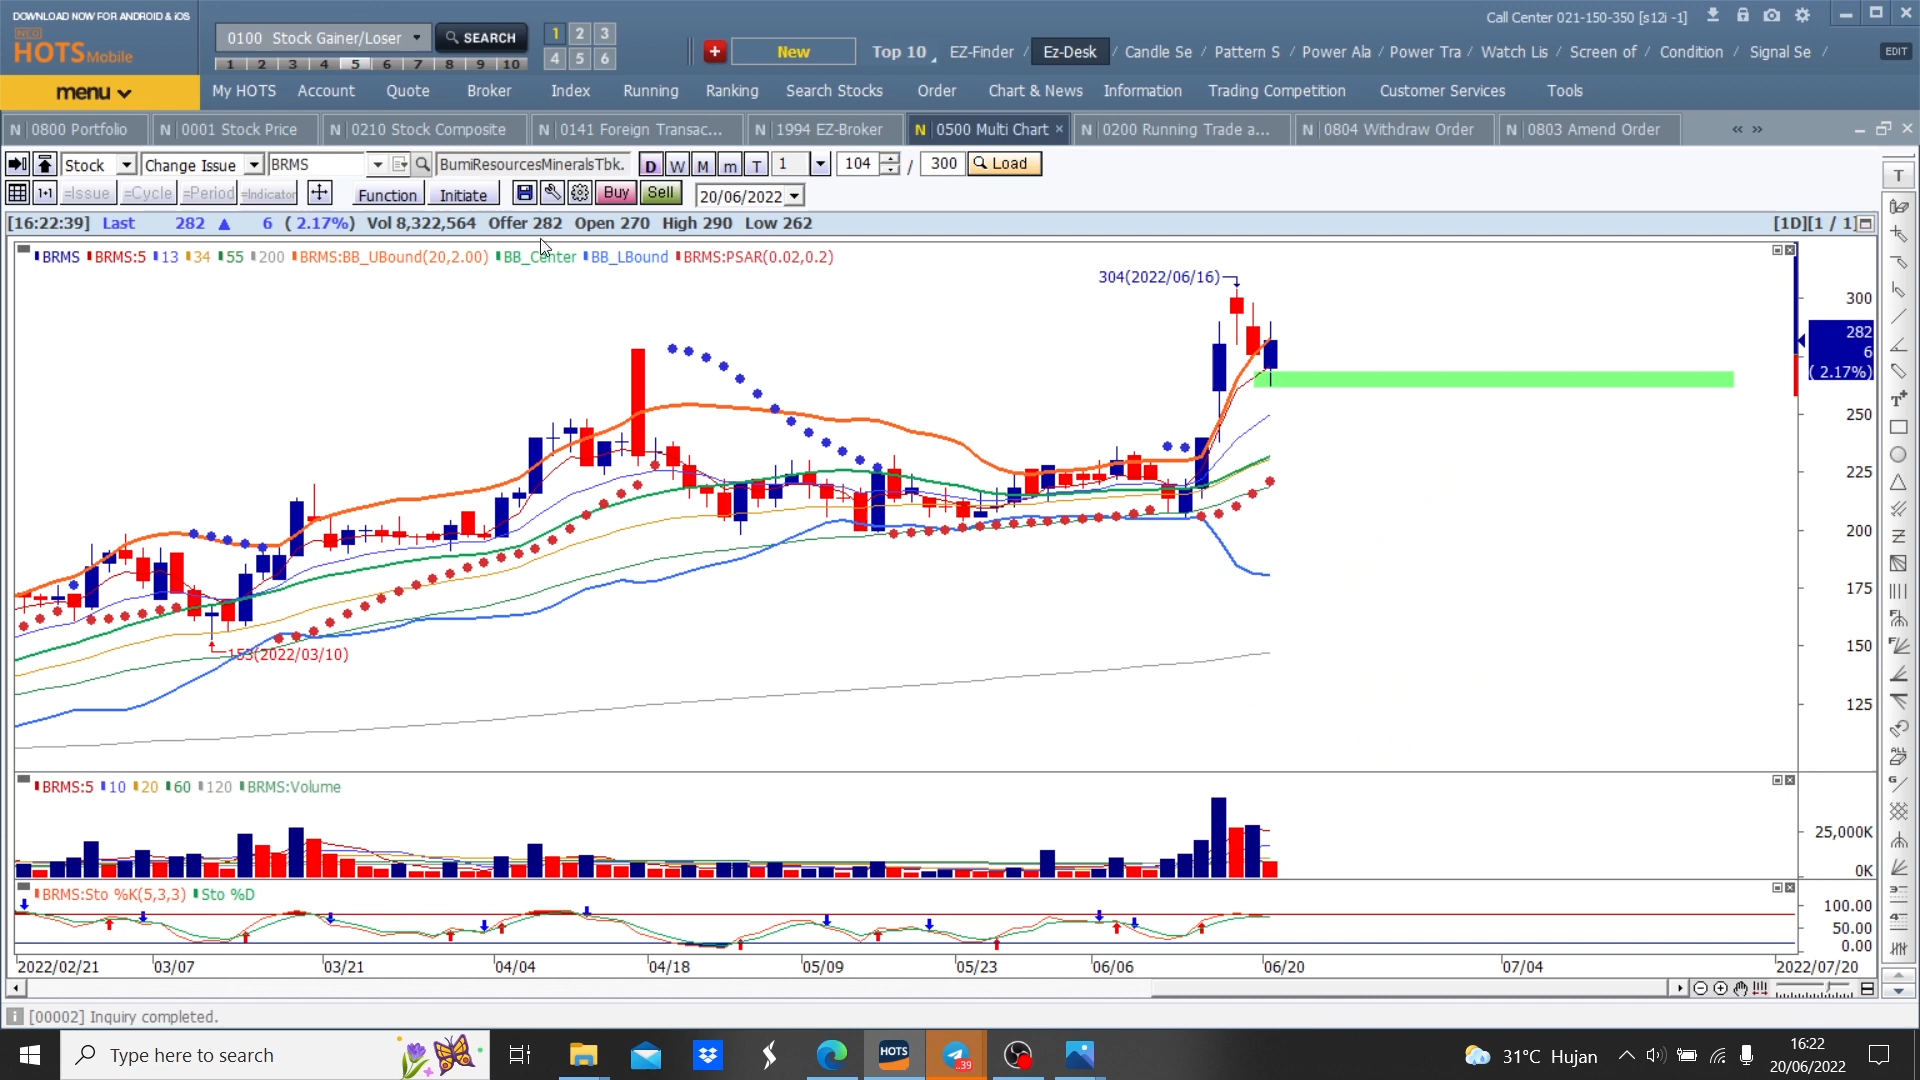 DOWNLOAD NOW FOR ANDROID & iOS
NEO
HOTS Mobile
0100 Stock Gainer/Loser
SEARCH
1 2 3 4 5 6 7 8 9 10
1 2 3
4 5 6
Call Center 021-150-350 [s12i -1]
New
Top 10
EZ-Finder / Ez-Desk / Candle Se / Pattern S / Power Ala / Power Tra / Watch Lis / Screen of / Condition / Signal Se /
EDIT
menu
My HOTS Account Quote Broker Index Running Ranking Search Stocks Order Chart & News Information Trading Competition Customer Services Tools
N 0800 Portfolio
N 0001 Stock Price
N 0210 Stock Composite
N 0141 Foreign Transac...
N 1994 EZ-Broker
N 0500 Multi Chart ×
N 0200 Running Trade a...
N 0804 Withdraw Order
N 0803 Amend Order
Stock Change Issue BRMS BumiResourcesMineralsTbk. D W M m T 1 104 / 300 Load
1•1 =Issue =Cycle =Period =Indicator Function Initiate Buy Sell 20/06/2022
[16:22:39] Last 282 ▲ 6 ( 2.17%) Vol 8,322,564 Offer 282 Open 270 High 290 Low 262 [1D][1 / 1]
BRMS BRMS:5 13 34 55 200 BRMS:BB_UBound(20,2.00) BB_Center BB_LBound BRMS:PSAR(0.02,0.2)
304(2022/06/16)
300
282
6
( 2.17%)
250
225
200
175
150
125
153(2022/03/10)
BRMS:5 10 20 60 120 BRMS:Volume
25,000K
0K
BRMS:Sto %K(5,3,3) Sto %D
100.00
50.00
0.00
2022/02/21 03/07 03/21 04/04 04/18 05/09 05/23 06/06 06/20 07/04 2022/07/20
[00002] Inquiry completed.
Type here to search
HOTS
39
31°C Hujan
16:22
20/06/2022